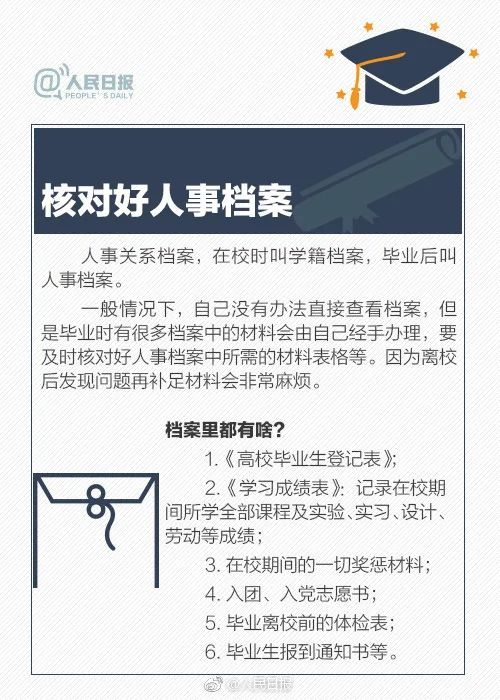 @人民日报
PEOPLE'S DAILY
核对好人事档案
人事关系档案，在校时叫学籍档案，毕业后叫
人事档案。
一般情况下，自己没有办法直接查看档案，但
是毕业时有很多档案中的材料会由自己经手办理，要
及时核对好人事档案中所需的材料表格等。因为离校
后发现问题再补足材料会非常麻烦。
档案里都有啥？
1.《高校毕业生登记表》；
2.《学习成绩表》：记录在校期
间所学全部课程及实验、实习、设计、
劳动等成绩；
3. 在校期间的一切奖惩材料；
4. 入团、入党志愿书；
5. 毕业离校前的体检表；
6. 毕业生报到通知书等。
@人民日报